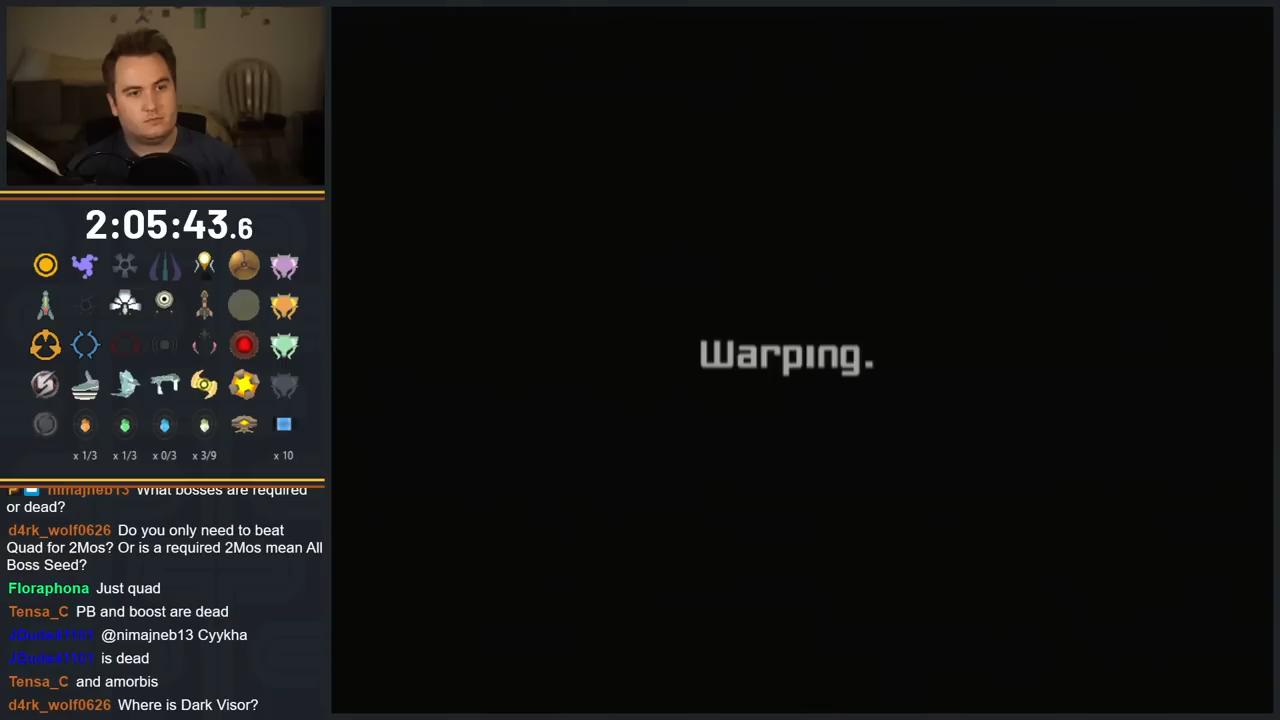 2:05:43.6
x 1/3
x 1/3
x 0/3
x 3/9
x 10
nimajneb13 What bosses are required
or dead?
d4rk_wolf0626 Do you only need to beat
Quad for 2Mos? Or is a required 2Mos mean All
Boss Seed?
Floraphona Just quad
Tensa_C PB and boost are dead
JDude41101 @nimajneb13 Cyykha
JDude41101 is dead
Tensa_C and amorbis
d4rk_wolf0626 Where is Dark Visor?
Warping.